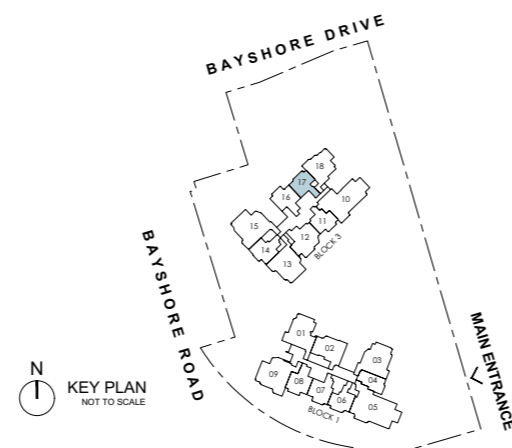 BAYSHORE DRIVE
18
17
16
10
15
11
12
14
13
BLOCK 3
BAYSHORE ROAD
01
02
03
09
08
04
07
06
05
BLOCK 1
MAIN ENTRANCE
N
KEY PLAN
NOT TO SCALE